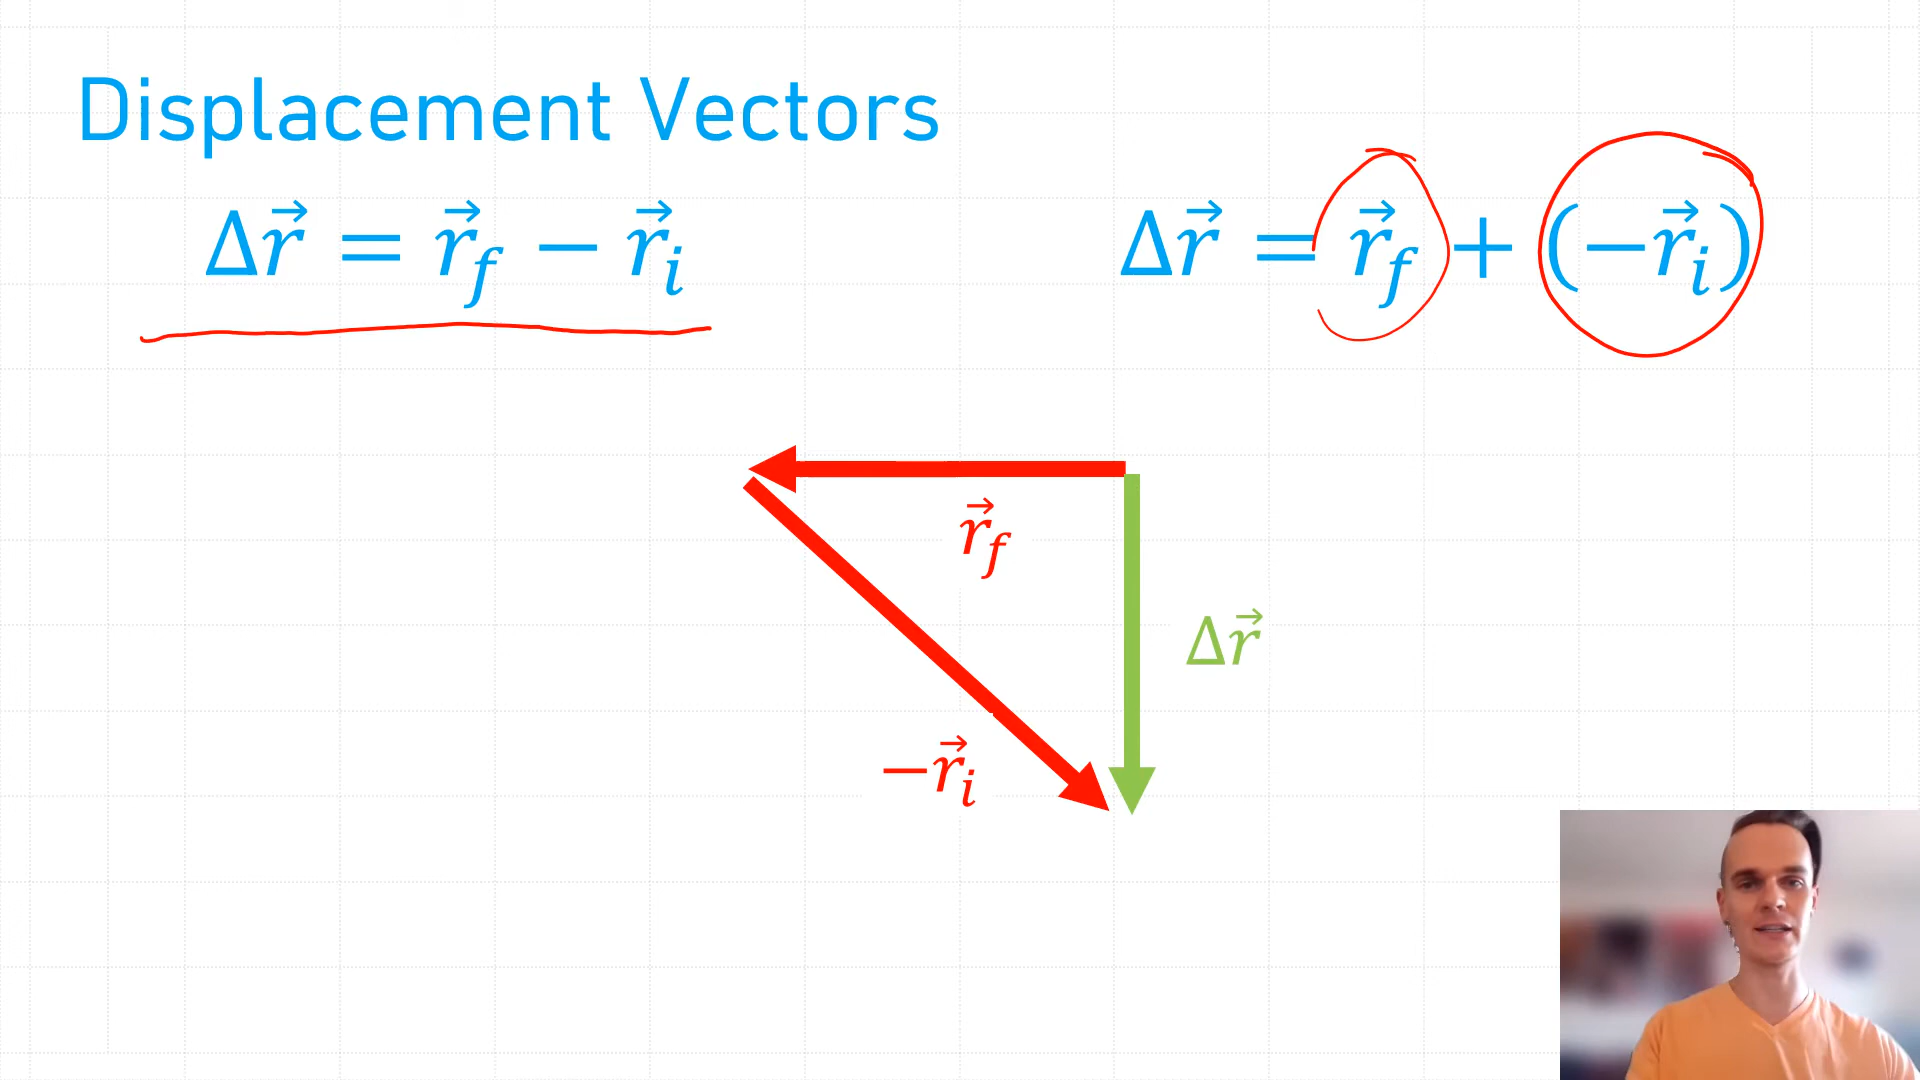 Displacement Vectors
Δr⃗ = r⃗_f − r⃗_i
Δr⃗ = r⃗_f + (−r⃗_i)
r⃗_f
Δr⃗
−r⃗_i